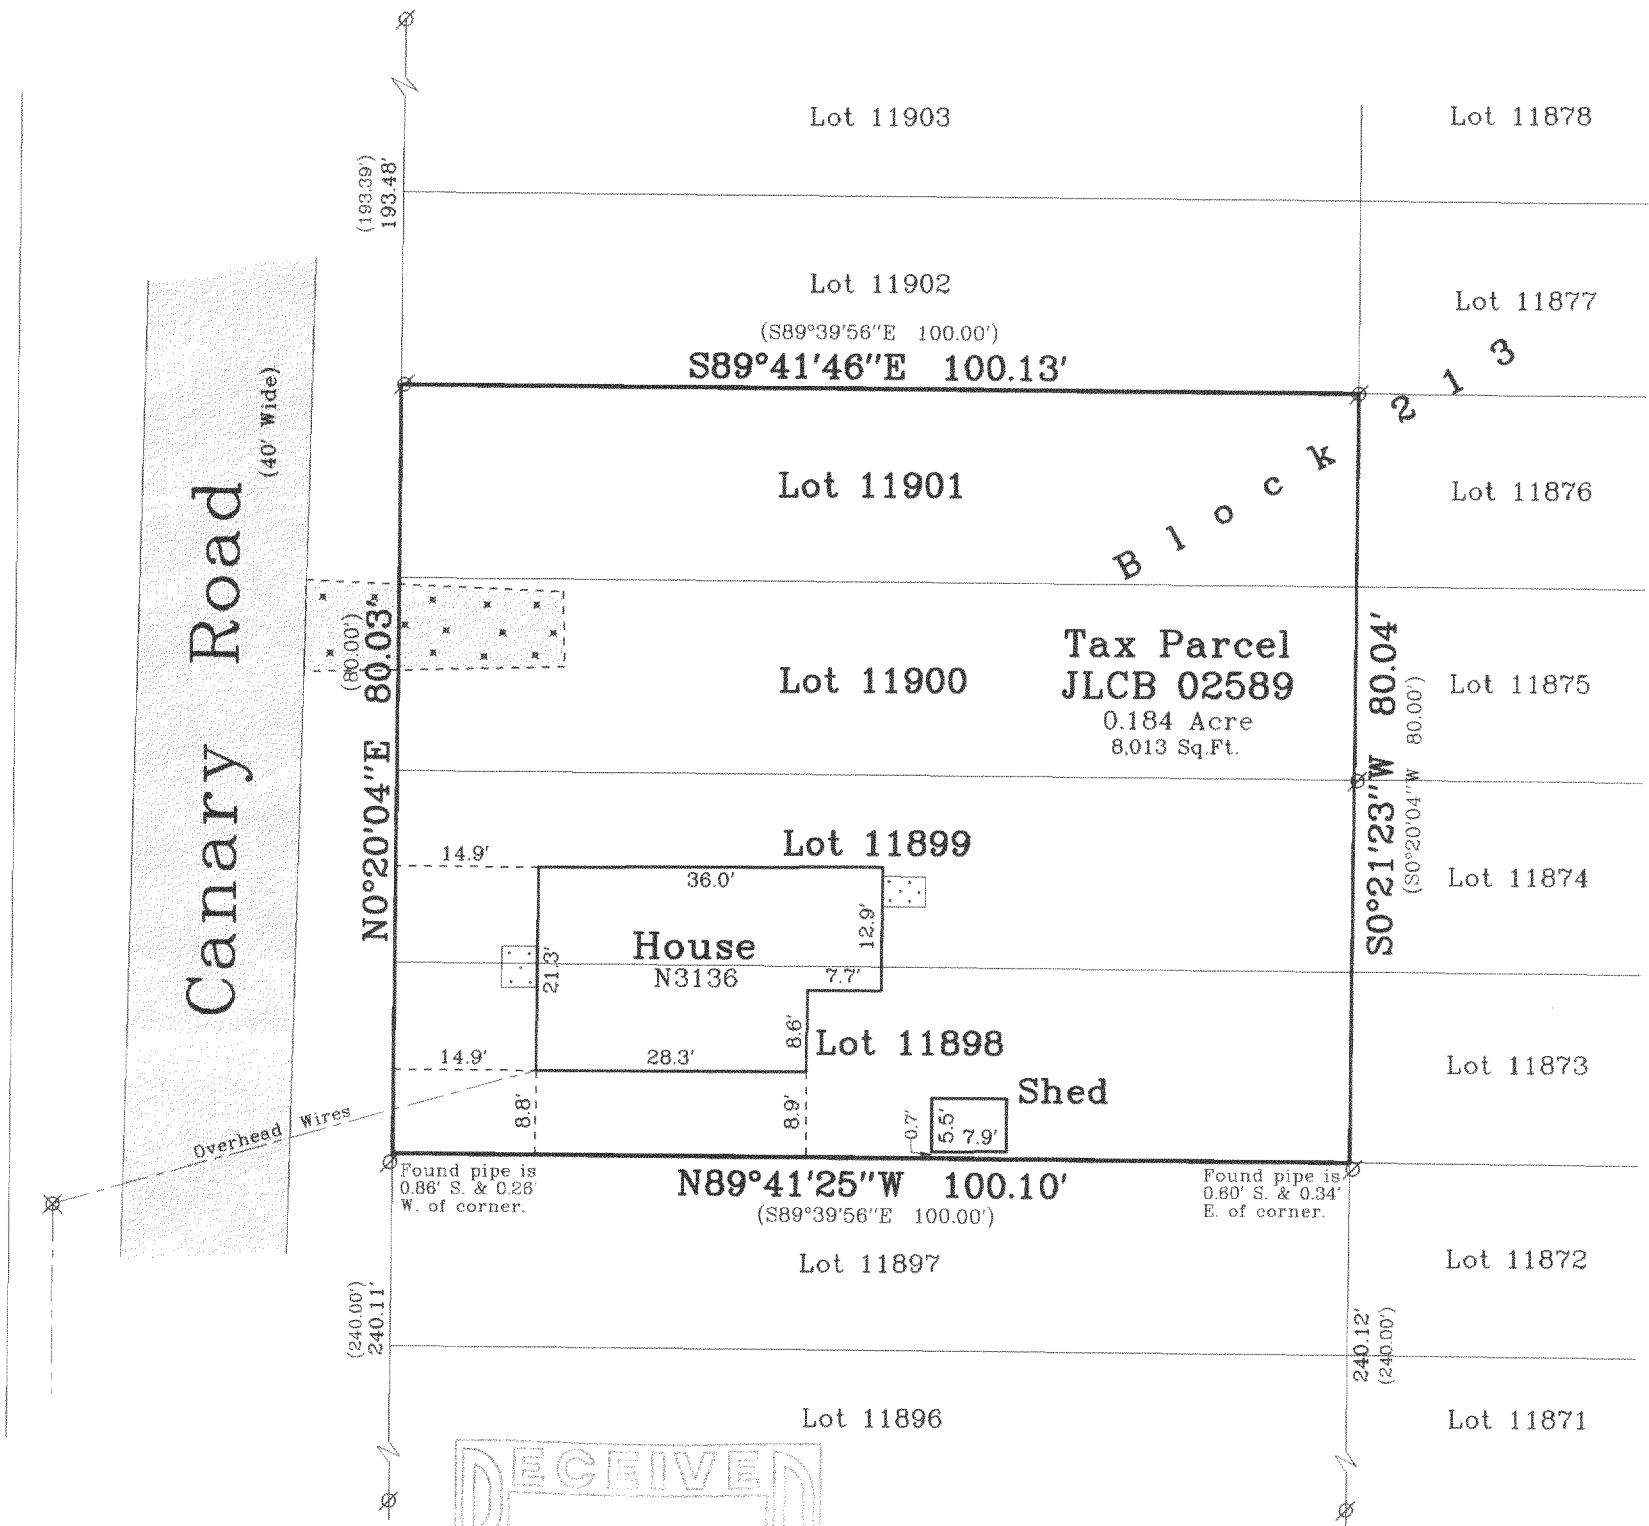 Lot 11903
Lot 11878
(193.39')
193.48'
Lot 11902
Lot 11877
(S89°39'56"E 100.00')
S89°41'46"E 100.13'
Block 213
(40' Wide)
Canary Road
Lot 11901
Lot 11876
(80.00')
N0°20'04"E 80.03'
Tax Parcel
JLCB 02589
0.184 Acre
8,013 Sq.Ft.
Lot 11900
Lot 11875
S0°21'23"W 80.04'
(S0°20'04"W 80.00')
Lot 11899
Lot 11874
14.9'
36.0'
12.9'
House
N3136
21.3'
7.7'
8.6'
Lot 11898
Lot 11873
14.9'
28.3'
Shed
8.8'
8.9'
0.7'
5.5'
7.9'
Overhead Wires
Found pipe is
0.86' S. & 0.26'
W. of corner.
N89°41'25"W 100.10'
(S89°39'56"E 100.00')
Found pipe is
0.60' S. & 0.34'
E. of corner.
Lot 11897
Lot 11872
(240.00')
240.11'
240.12'
(240.00')
Lot 11896
Lot 11871
DECEIVED